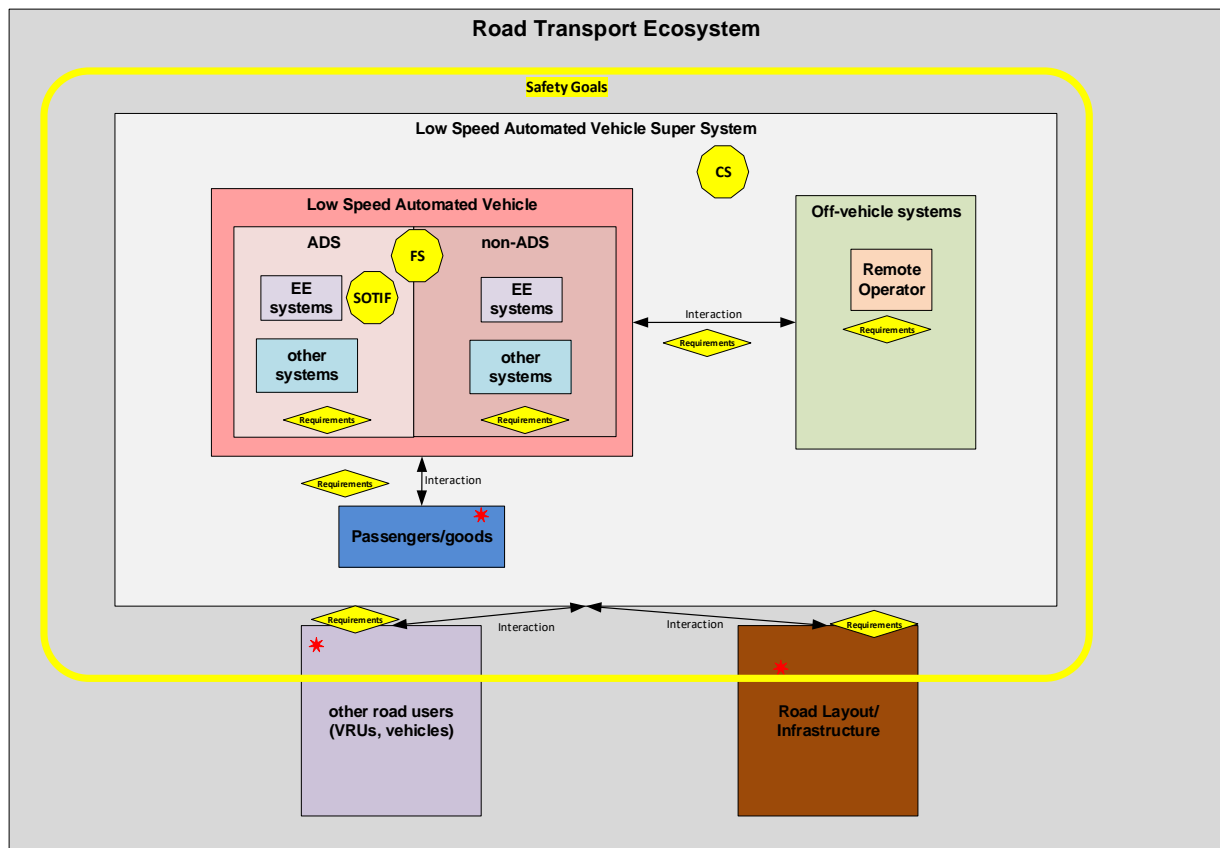 Road Transport Ecosystem
Safety Goals
Low Speed Automated Vehicle Super System
CS
Low Speed Automated Vehicle
Off-vehicle systems
ADS
FS
non-ADS
EE
systems
SOTIF
EE
systems
Remote
Operator
Interaction
Requirements
Requirements
other
systems
other
systems
Requirements
Requirements
Requirements
Interaction
Passengers/goods
Requirements
Interaction
Interaction
Requirements
other road users
(VRUs, vehicles)
Road Layout/
Infrastructure